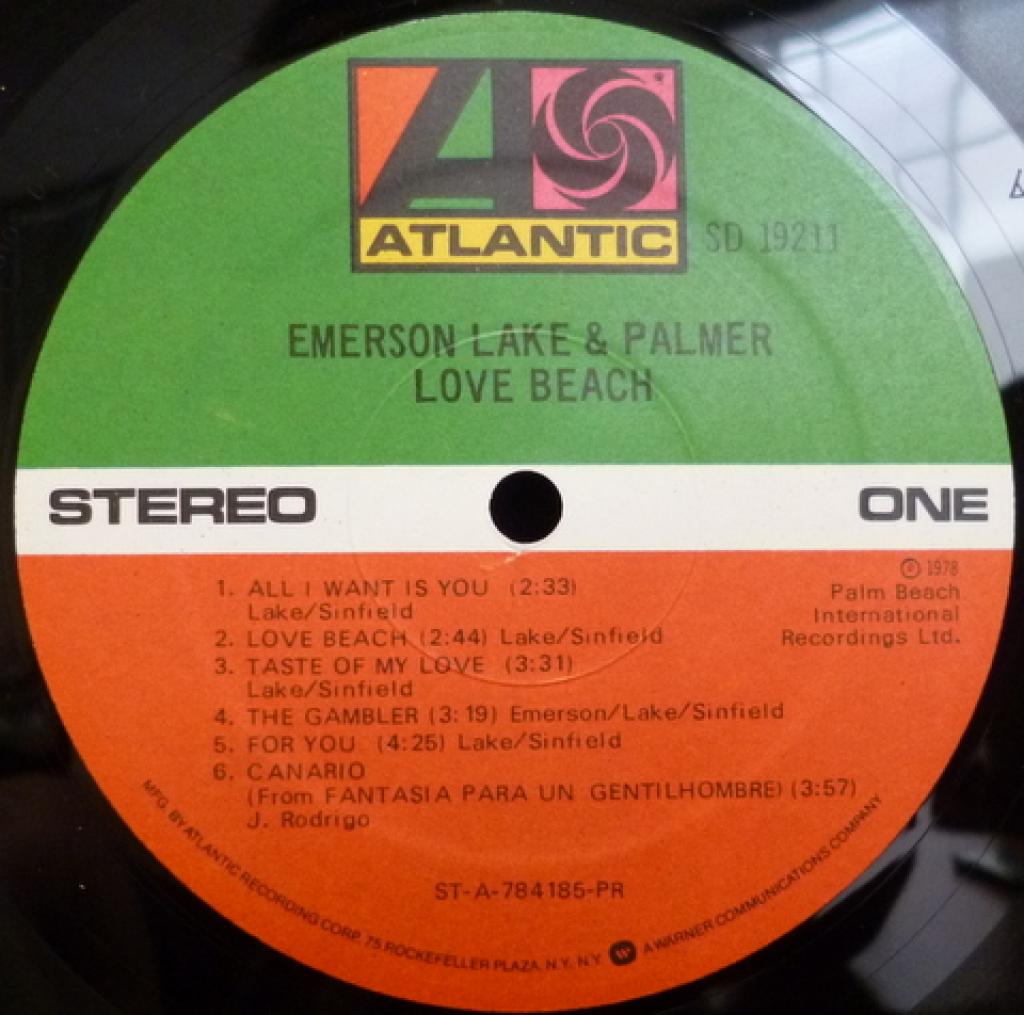 ATLANTIC
SD 19211
EMERSON LAKE & PALMER
LOVE BEACH
STEREO
ONE
℗ 1978
Palm Beach
International
Recordings Ltd.
1. ALL I WANT IS YOU (2:33)
Lake/Sinfield
2. LOVE BEACH (2:44) Lake/Sinfield
3. TASTE OF MY LOVE (3:31)
Lake/Sinfield
4. THE GAMBLER (3:19) Emerson/Lake/Sinfield
5. FOR YOU (4:25) Lake/Sinfield
6. CANARIO
(From FANTASIA PARA UN GENTILHOMBRE) (3:57)
J. Rodrigo
ST-A-784185-PR
MFG. BY ATLANTIC RECORDING CORP. 75 ROCKEFELLER PLAZA, N.Y., N.Y. A WARNER COMMUNICATIONS COMPANY